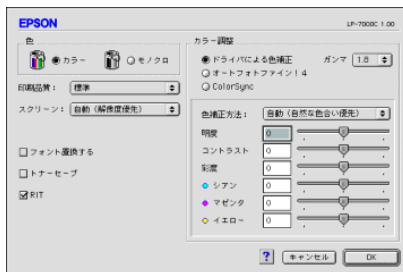 EPSON
LP-7000C 1.00
色
カラー
モノクロ
印刷品質： 標準
スクリーン： 自動（解像度優先）
フォント置換する
トナーセーブ
RIT
カラー調整
ドライバによる色補正 ガンマ 1.8
オートフォトファイン！4
ColorSync
色補正方法： 自動（自然な色合い優先）
明度 0
コントラスト 0
彩度 0
シアン 0
マゼンタ 0
イエロー 0
? キャンセル OK